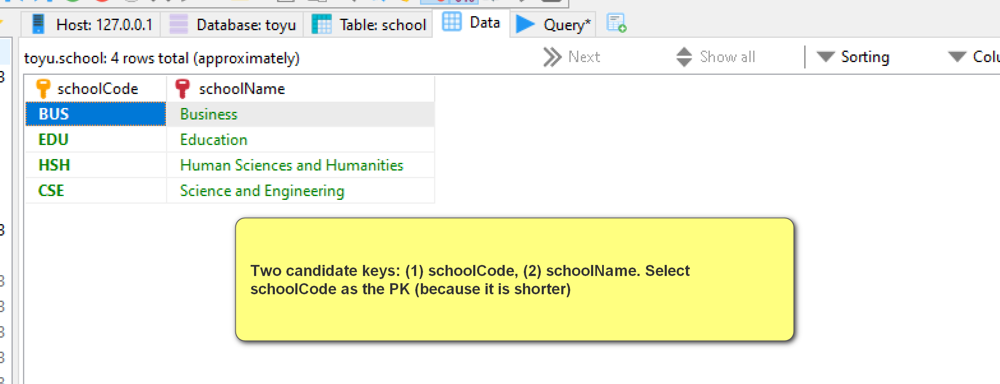 Host: 127.0.0.1 Database: toyu Table: school Data Query*
toyu.school: 4 rows total (approximately) Next Show all Sorting
schoolCode schoolName
BUS Business
EDU Education
HSH Human Sciences and Humanities
CSE Science and Engineering
Two candidate keys: (1) schoolCode, (2) schoolName. Select
schoolCode as the PK (because it is shorter)